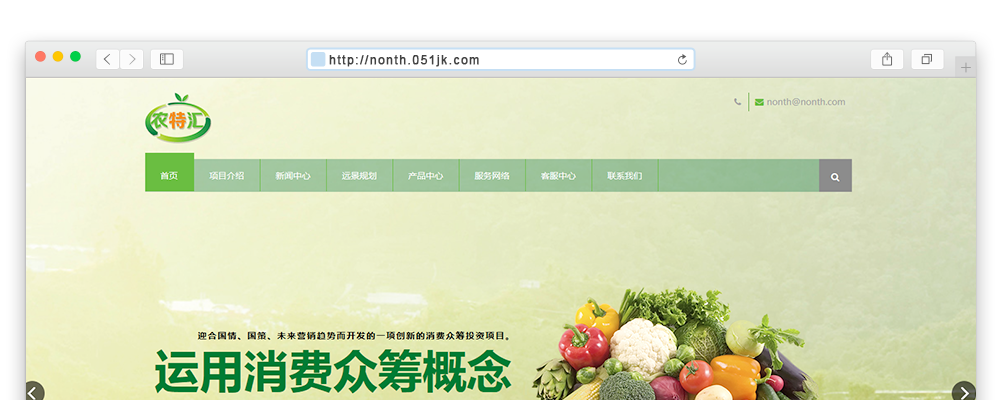 http://nonth.051jk.com
农特汇
nonth@nonth.com
首页 项目介绍 新闻中心 远景规划 产品中心 服务网络 客服中心 联系我们
迎合国情、国策、未来营销趋势而开发的一项创新的消费众筹投资项目。
运用消费众筹概念